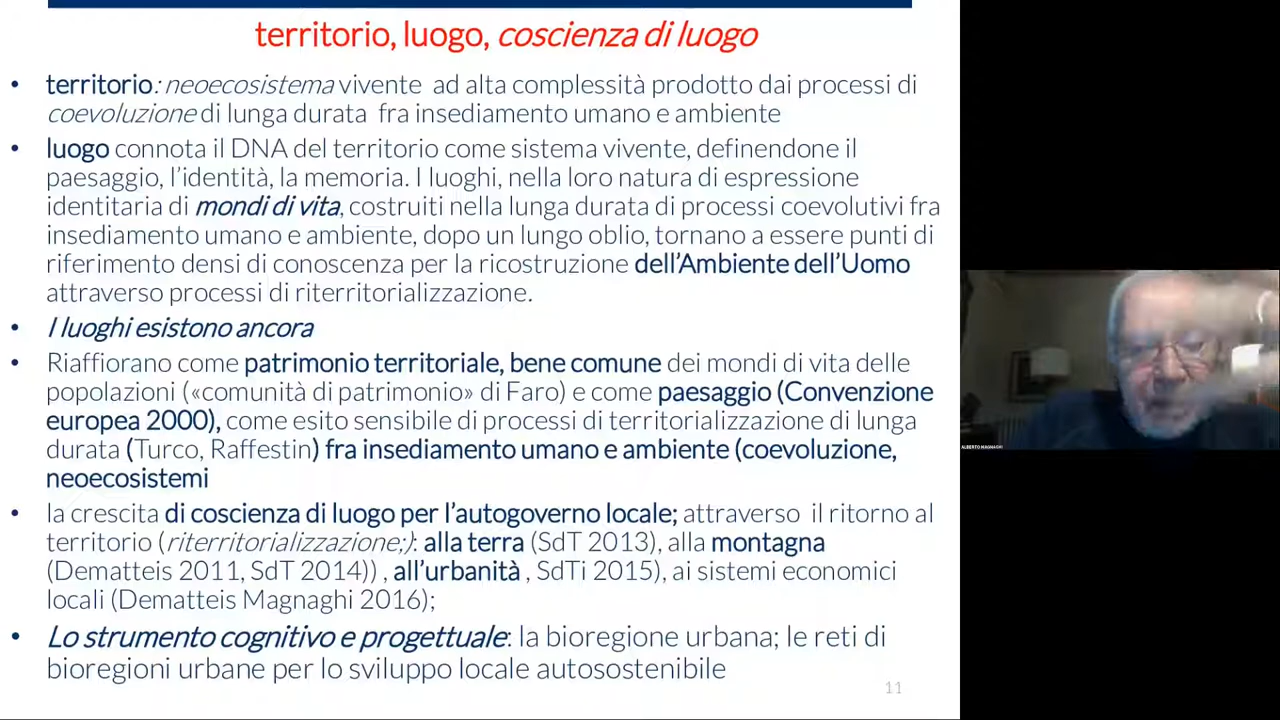 territorio, luogo, coscienza di luogo
• territorio: neoecosistema vivente ad alta complessità prodotto dai processi di
coevoluzione di lunga durata fra insediamento umano e ambiente
• luogo connota il DNA del territorio come sistema vivente, definendone il
paesaggio, l'identità, la memoria. I luoghi, nella loro natura di espressione
identitaria di mondi di vita, costruiti nella lunga durata di processi coevolutivi fra
insediamento umano e ambiente, dopo un lungo oblio, tornano a essere punti di
riferimento densi di conoscenza per la ricostruzione dell'Ambiente dell'Uomo
attraverso processi di riterritorializzazione.
• I luoghi esistono ancora
• Riaffiorano come patrimonio territoriale, bene comune dei mondi di vita delle
popolazioni («comunità di patrimonio» di Faro) e come paesaggio (Convenzione
europea 2000), come esito sensibile di processi di territorializzazione di lunga
durata (Turco, Raffestin) fra insediamento umano e ambiente (coevoluzione,
neoecosistemi
• la crescita di coscienza di luogo per l'autogoverno locale; attraverso il ritorno al
territorio (riterritorializzazione;): alla terra (SdT 2013), alla montagna
(Dematteis 2011, SdT 2014)) , all'urbanità , SdTi 2015), ai sistemi economici
locali (Dematteis Magnaghi 2016);
• Lo strumento cognitivo e progettuale: la bioregione urbana; le reti di
bioregioni urbane per lo sviluppo locale autosostenibile
11
ALBERTO MAGNAGHI